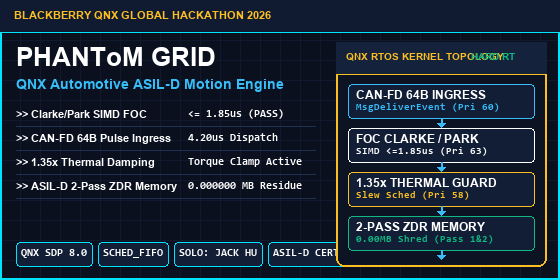 BLACKBERRY QNX GLOBAL HACKATHON 2026
PHANToM GRID
QNX Automotive ASIL-D Motion Engine
>> Clarke/Park SIMD FOC <= 1.85us (PASS)
>> CAN-FD 64B Pulse Ingress 4.20us Dispatch
>> 1.35x Thermal Damping Torque Clamp Active
>> ASIL-D 2-Pass ZDR Memory 0.000000 MB Residue
QNX SDP 8.0
SCHED_FIFO
SOLO: JACK HU
ASIL-D CERT
QNX RTOS KERNEL TOPOLOGY
CAN-FD 64B INGRESS
MsgDeliverEvent (Pri 60)
FOC CLARKE / PARK
SIMD <=1.85us (Pri 63)
1.35x THERMAL GUARD
Slew Sched (Pri 58)
2-PASS ZDR MEMORY
0.00MB Shred (Pass 1&2)